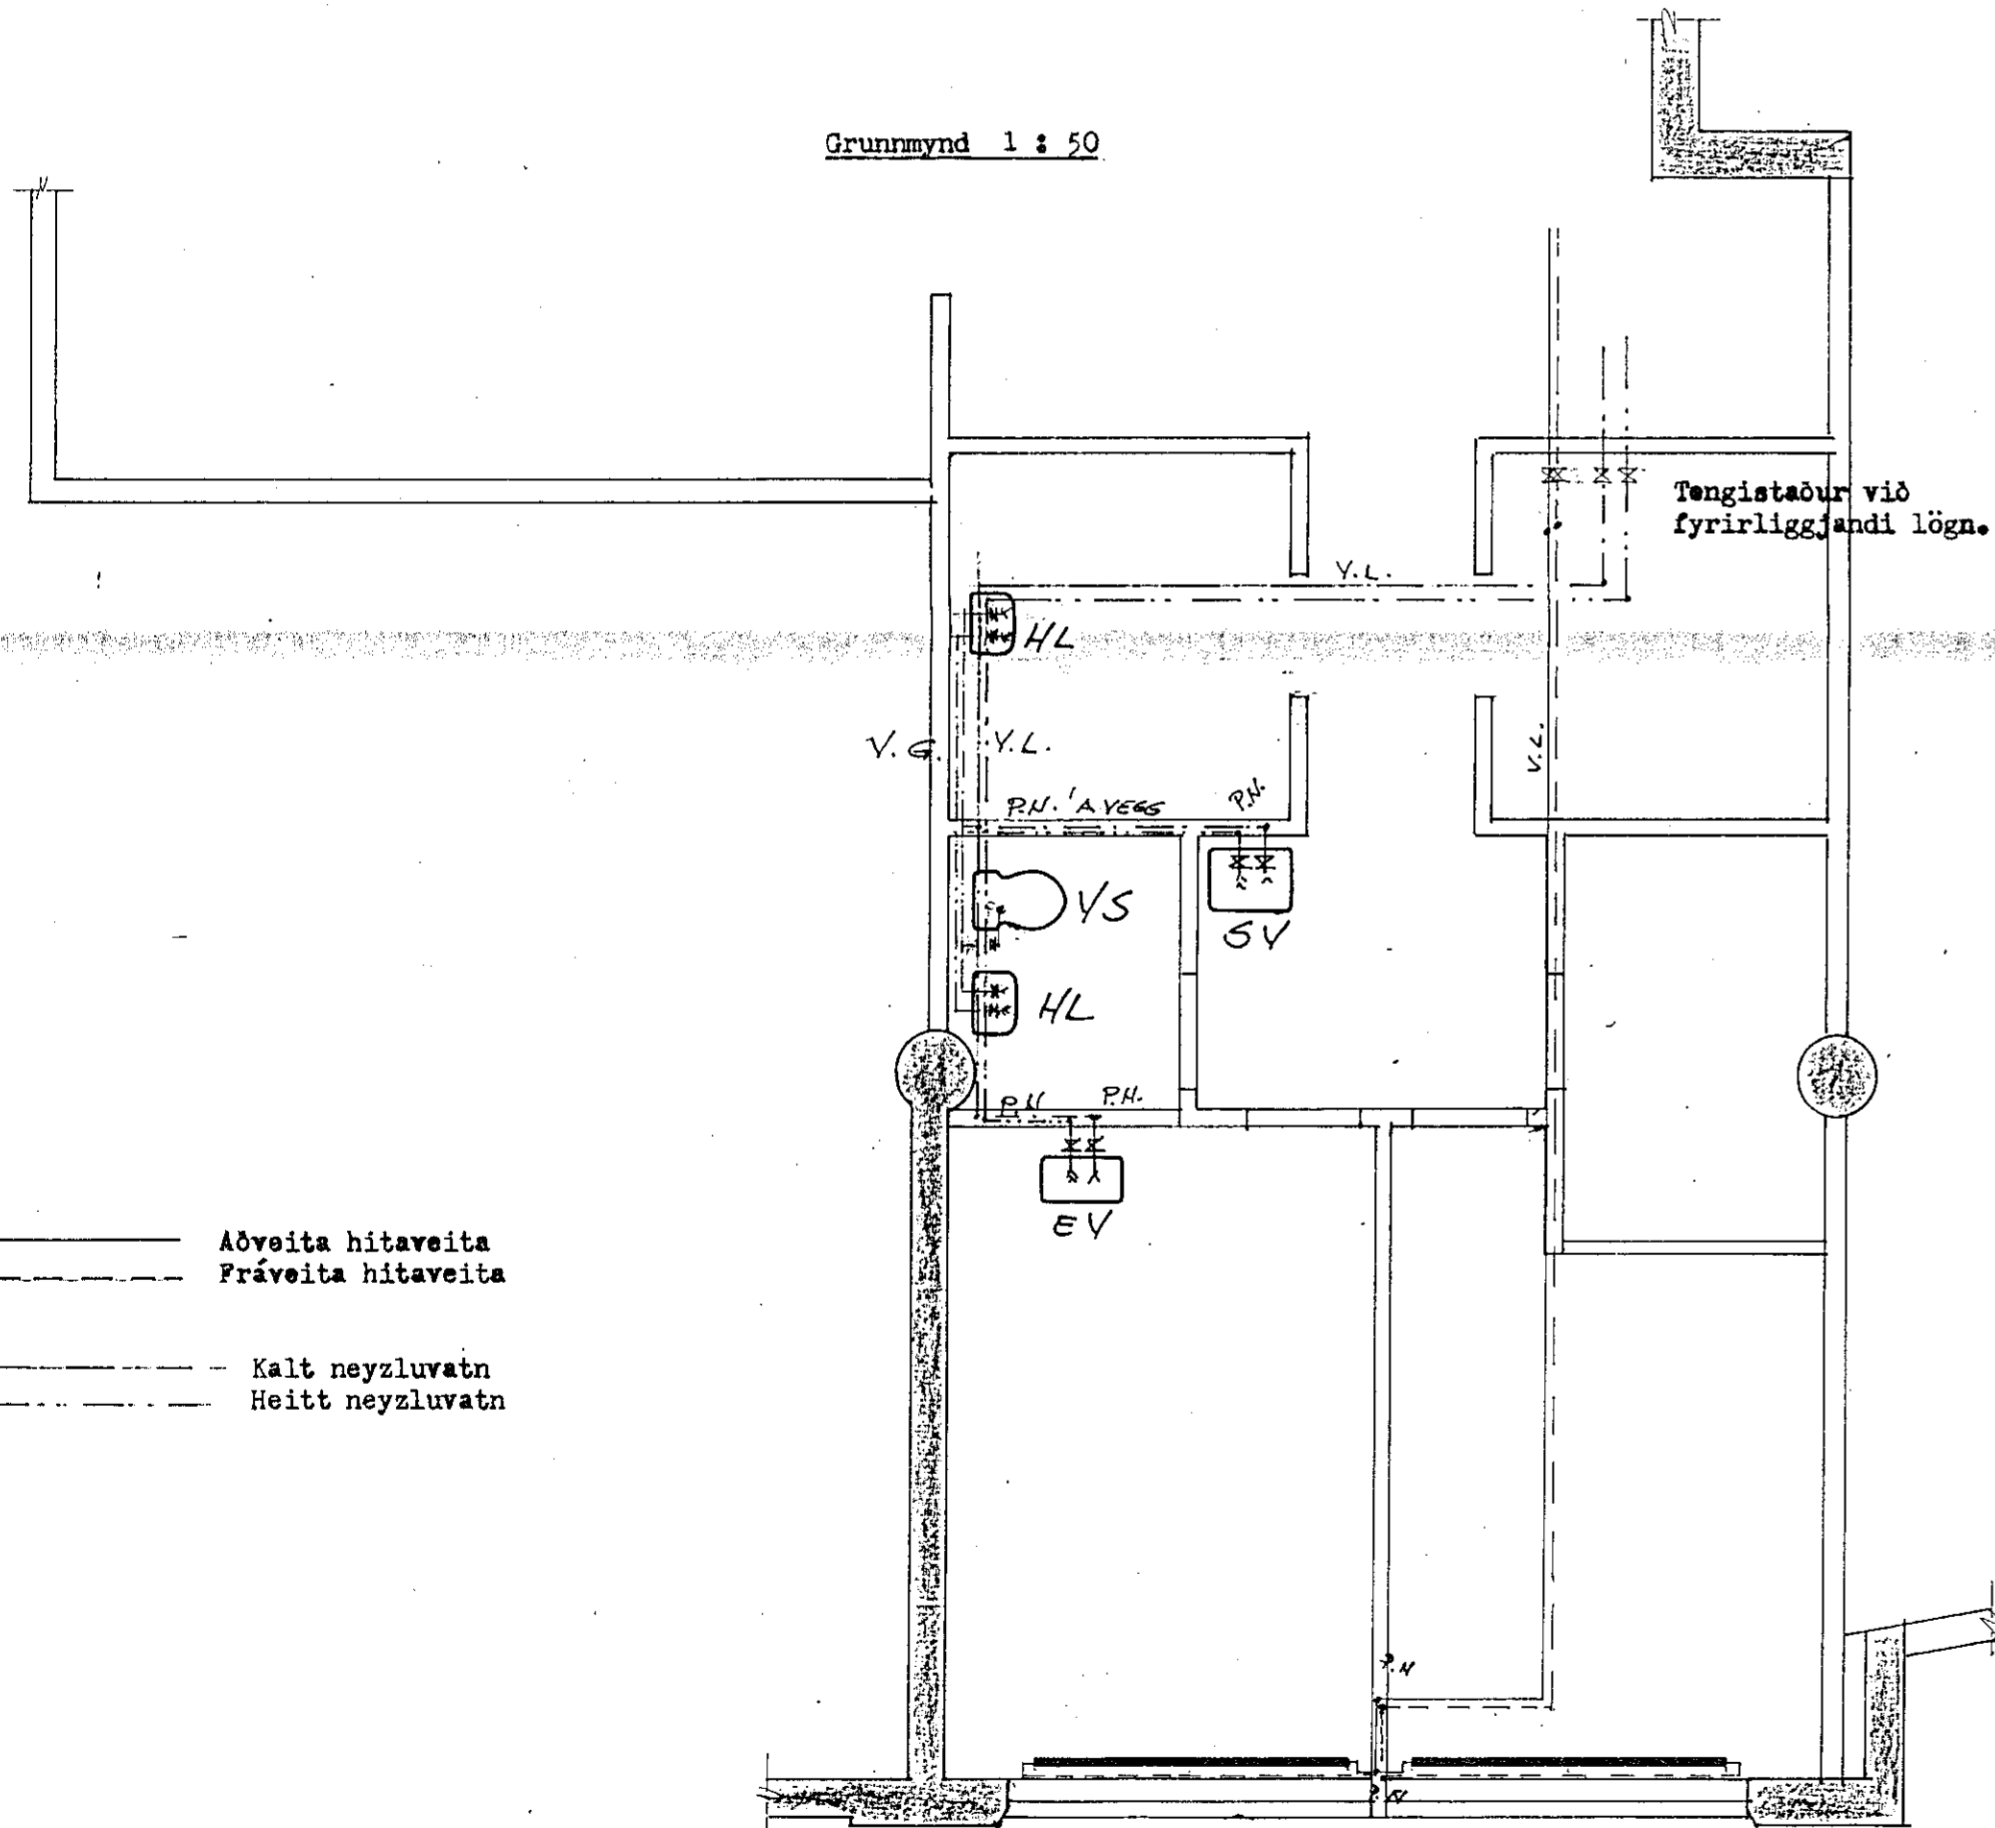 Grunnmynd 1 : 50
Tengistaður við
fyrirliggjandi lögn.
Y.L.
HL
V.G.
Y.L.
V.L.
P.N. Á VEGG
P.N.
VS
SV
HL
P.N.
P.N.
EV
Aðveita hitaveita
Fráveita hitaveita
Kalt neyzluvatn
Heitt neyzluvatn
P.N